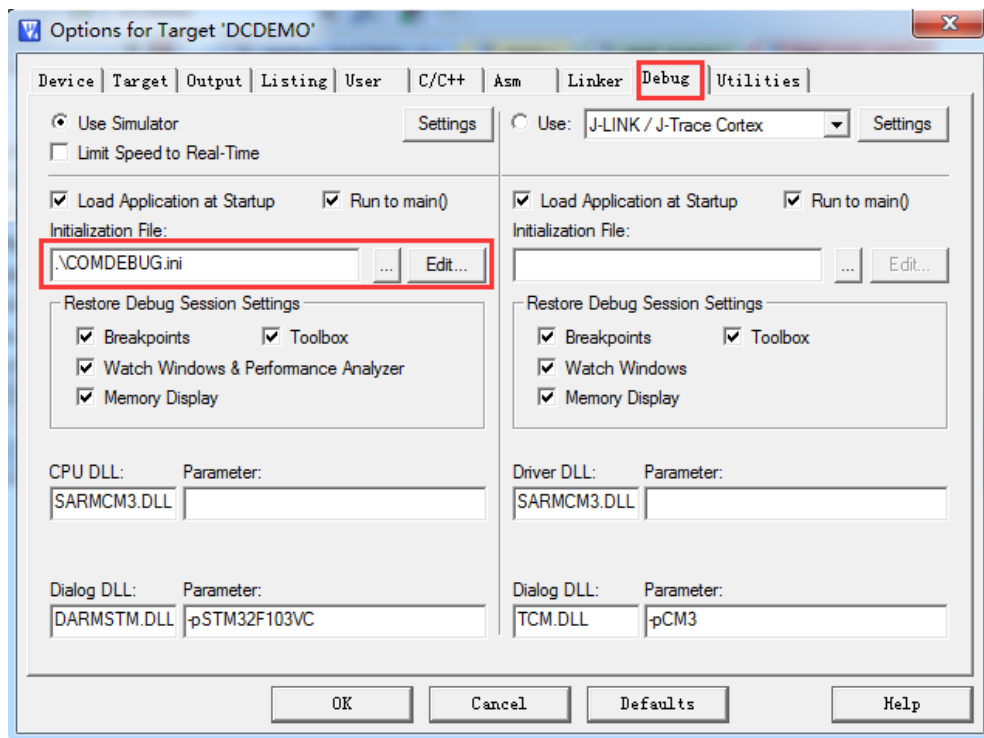 Options for Target 'DCDEMO'
Device Target Output Listing User C/C++ Asm Linker Debug Utilities
Use Simulator Settings
Limit Speed to Real-Time
Use: J-LINK / J-Trace Cortex Settings
Load Application at Startup Run to main()
Initialization File:
.\COMDEBUG.ini ... Edit...
Load Application at Startup Run to main()
Initialization File:
... Edit...
Restore Debug Session Settings
Breakpoints Toolbox
Watch Windows & Performance Analyzer
Memory Display
Restore Debug Session Settings
Breakpoints Toolbox
Watch Windows
Memory Display
CPU DLL: Parameter:
SARMCM3.DLL
Driver DLL: Parameter:
SARMCM3.DLL
Dialog DLL: Parameter:
DARMSTM.DLL -pSTM32F103VC
Dialog DLL: Parameter:
TCM.DLL -pCM3
OK Cancel Defaults Help